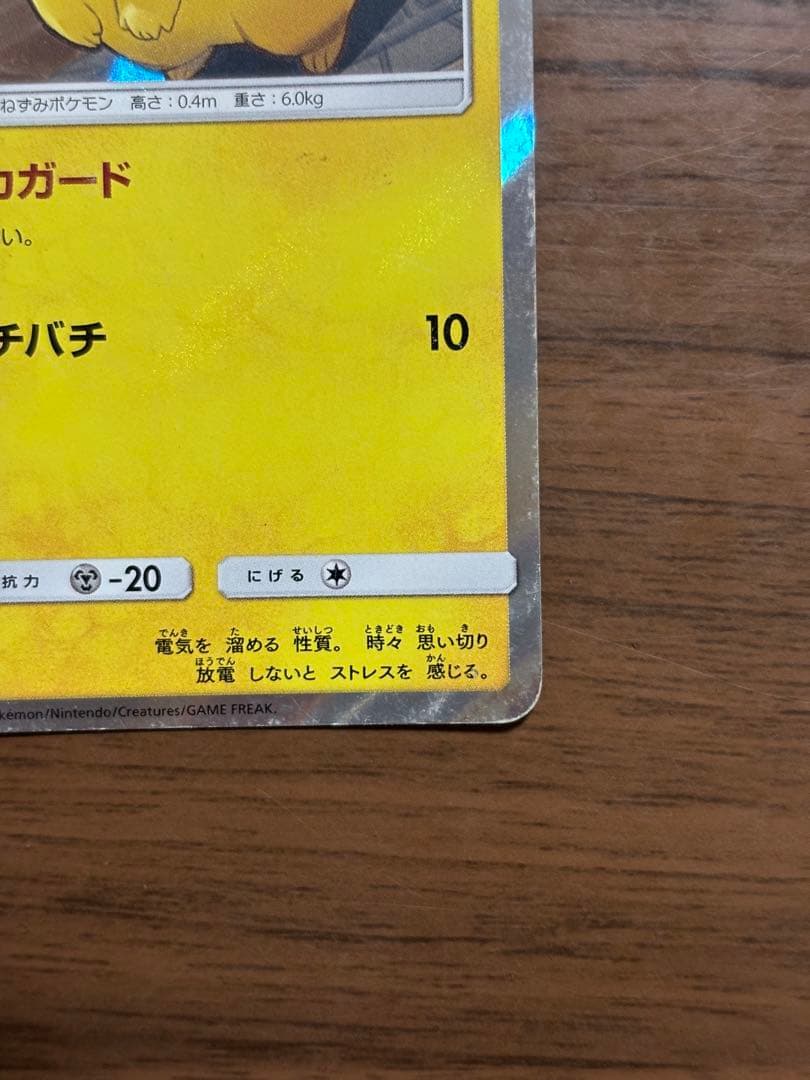 ねずみポケモン 高さ:0.4m 重さ:6.0kg
カガード
い。
チバチ 10
抗力 -20 にげる
電気を 溜める 性質。 時々 思い切り
放電 しないと ストレスを 感じる。
kémon/Nintendo/Creatures/GAME FREAK.